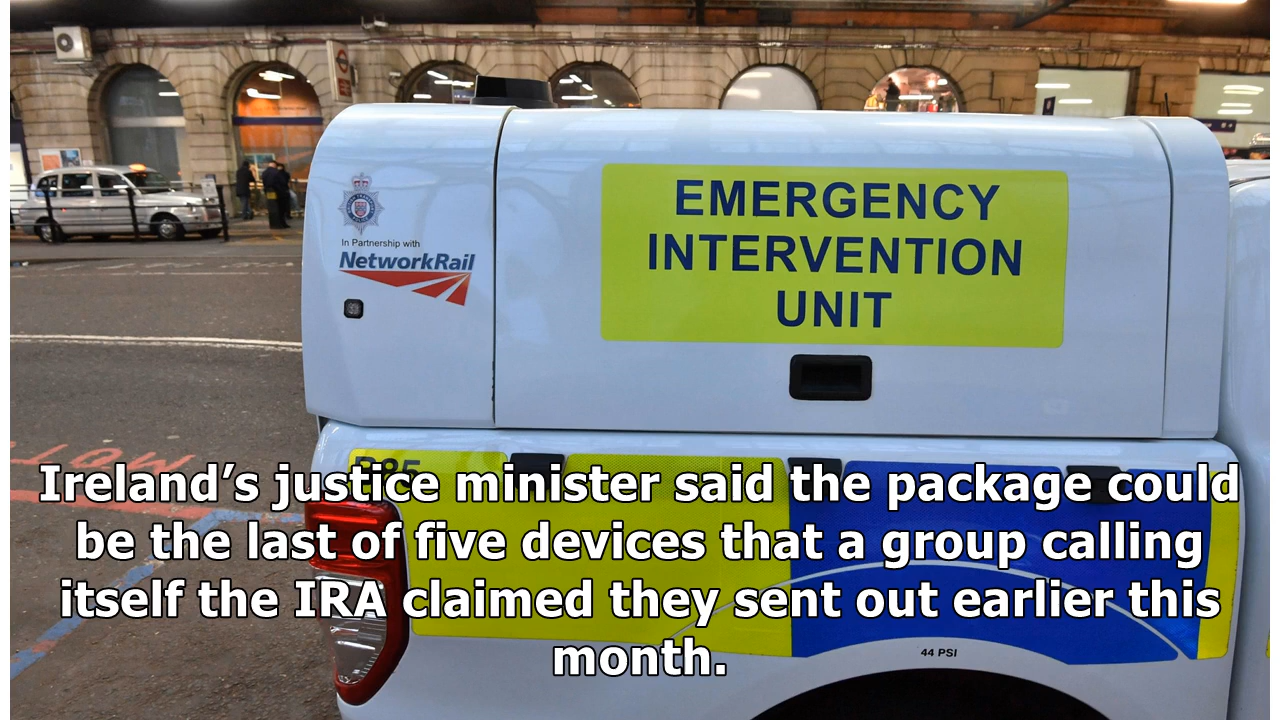 In Partnership with
NetworkRail
EMERGENCY
INTERVENTION
UNIT
Ireland’s justice minister said the package could
be the last of five devices that a group calling
itself the IRA claimed they sent out earlier this
month.
44 PSI